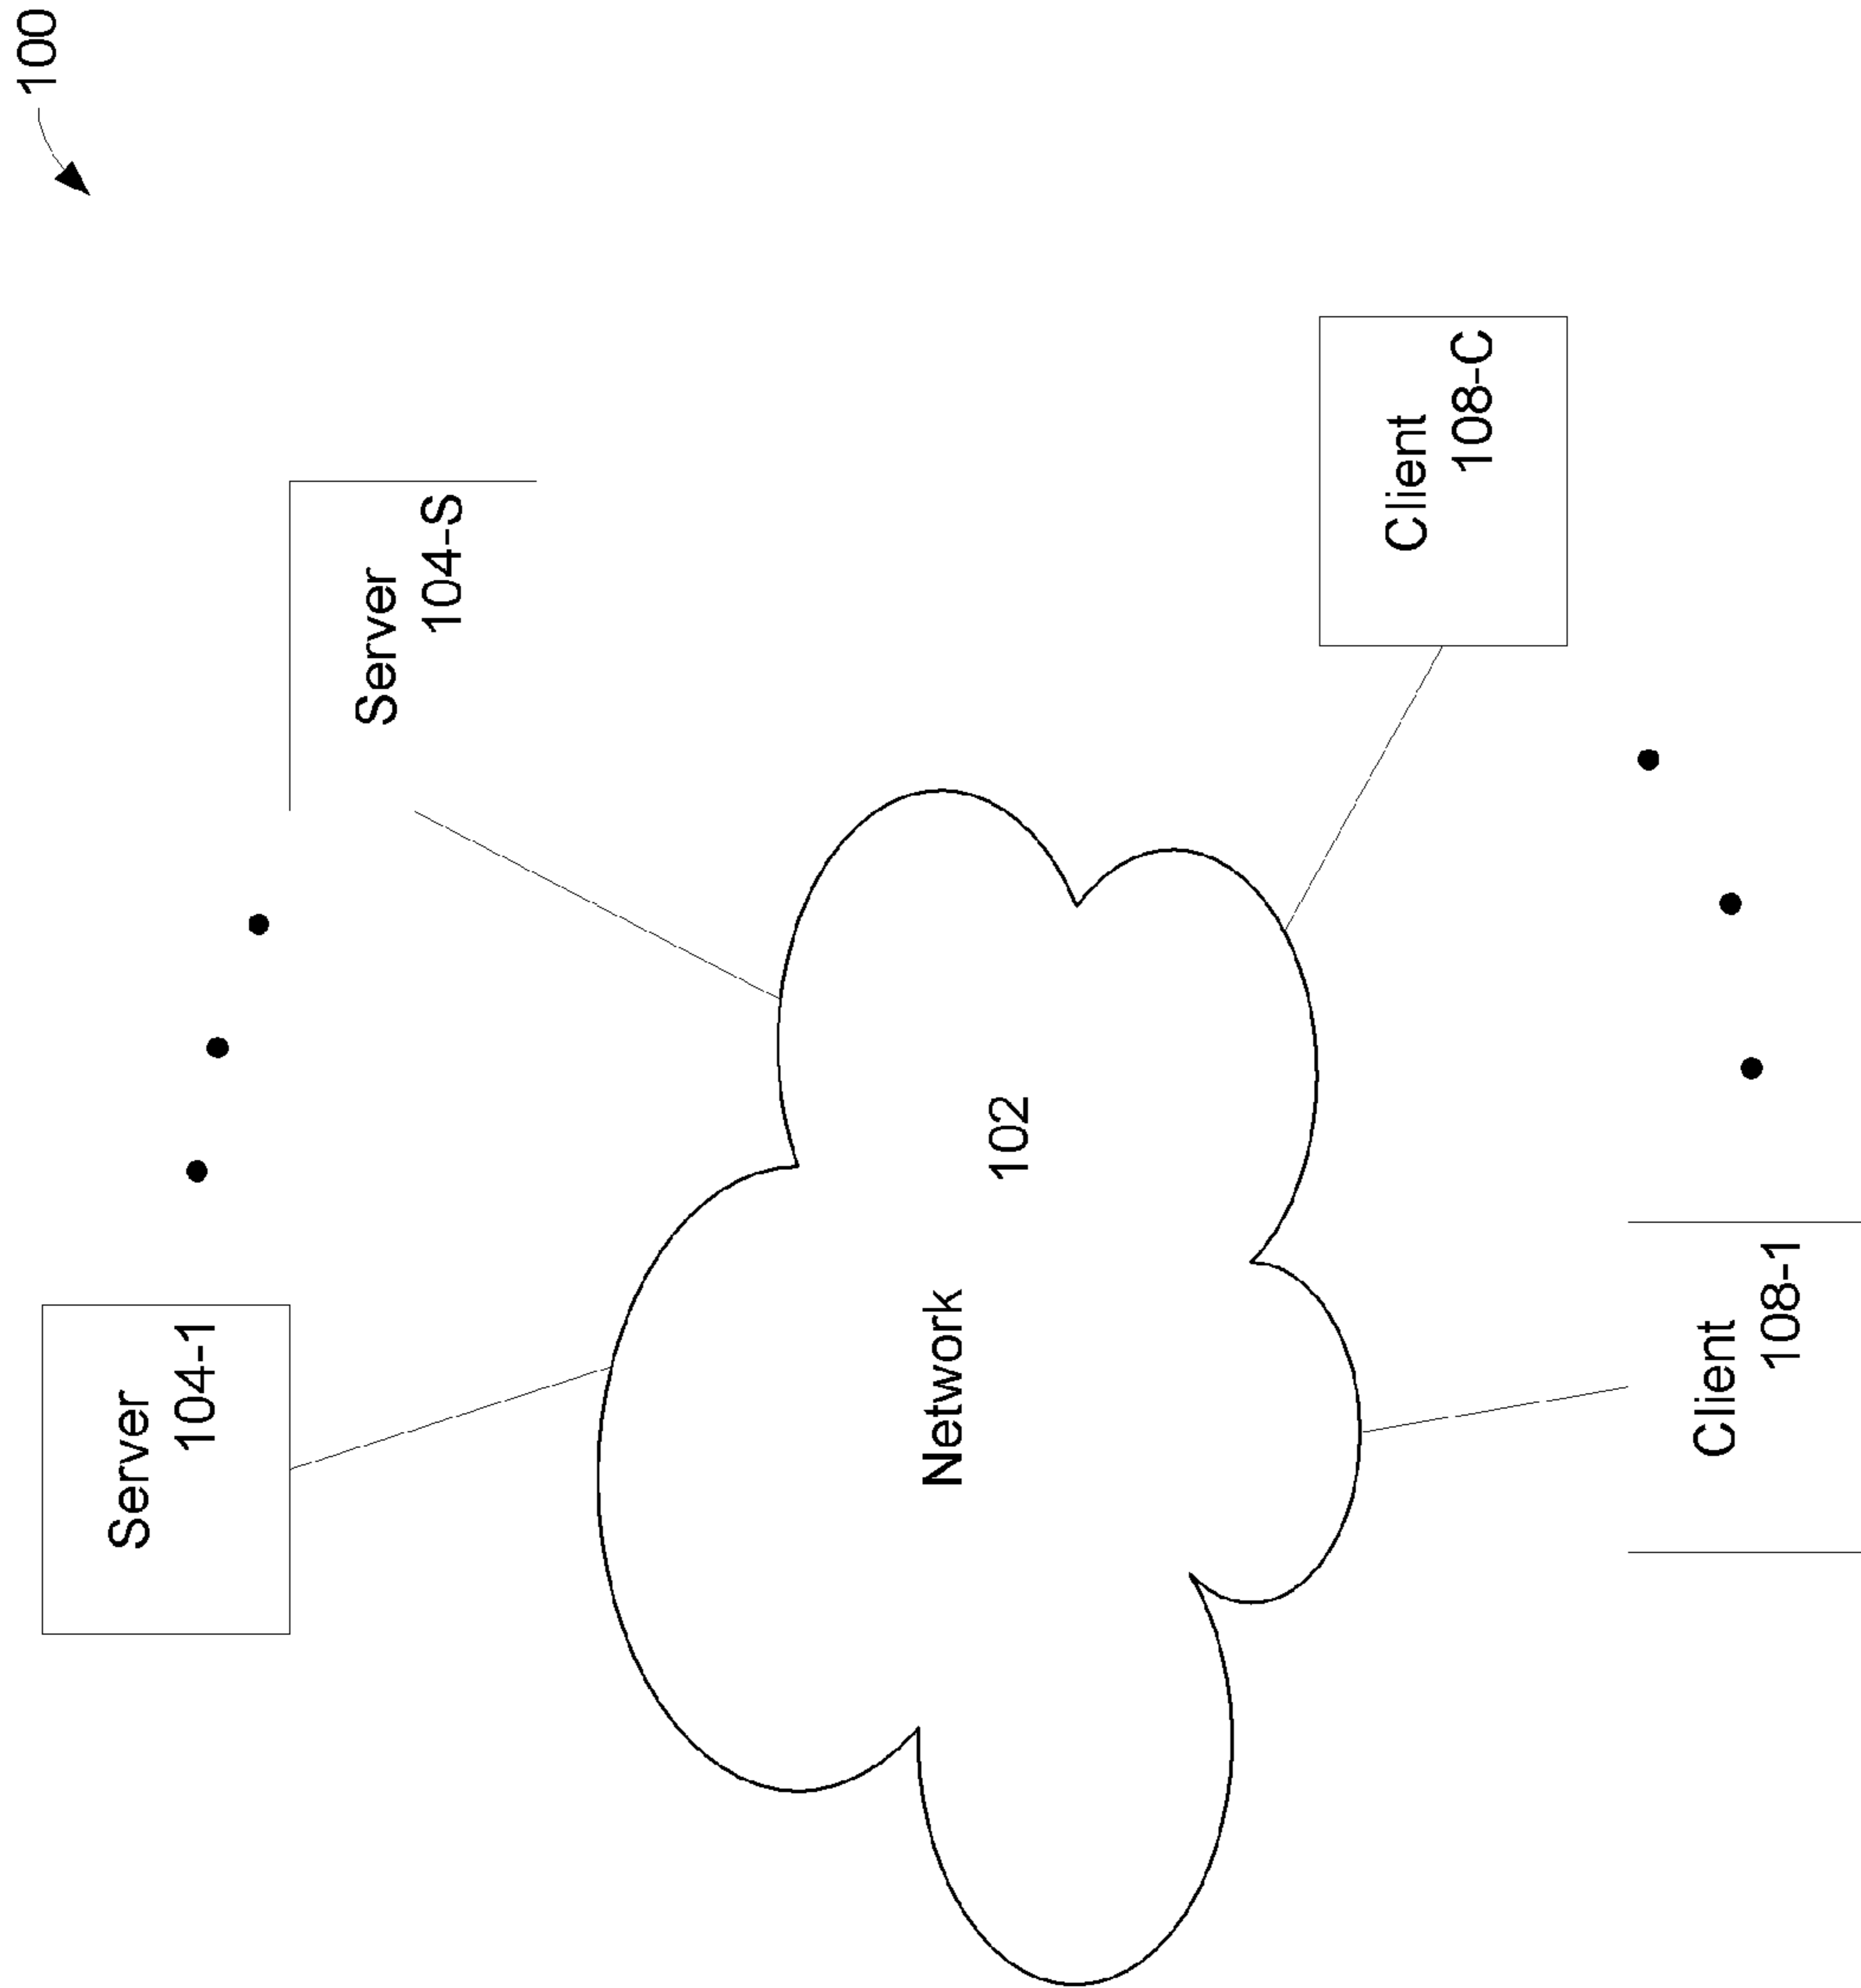 100
Server
104-1
Server
104-S
Network
102
Client
108-1
Client
108-C